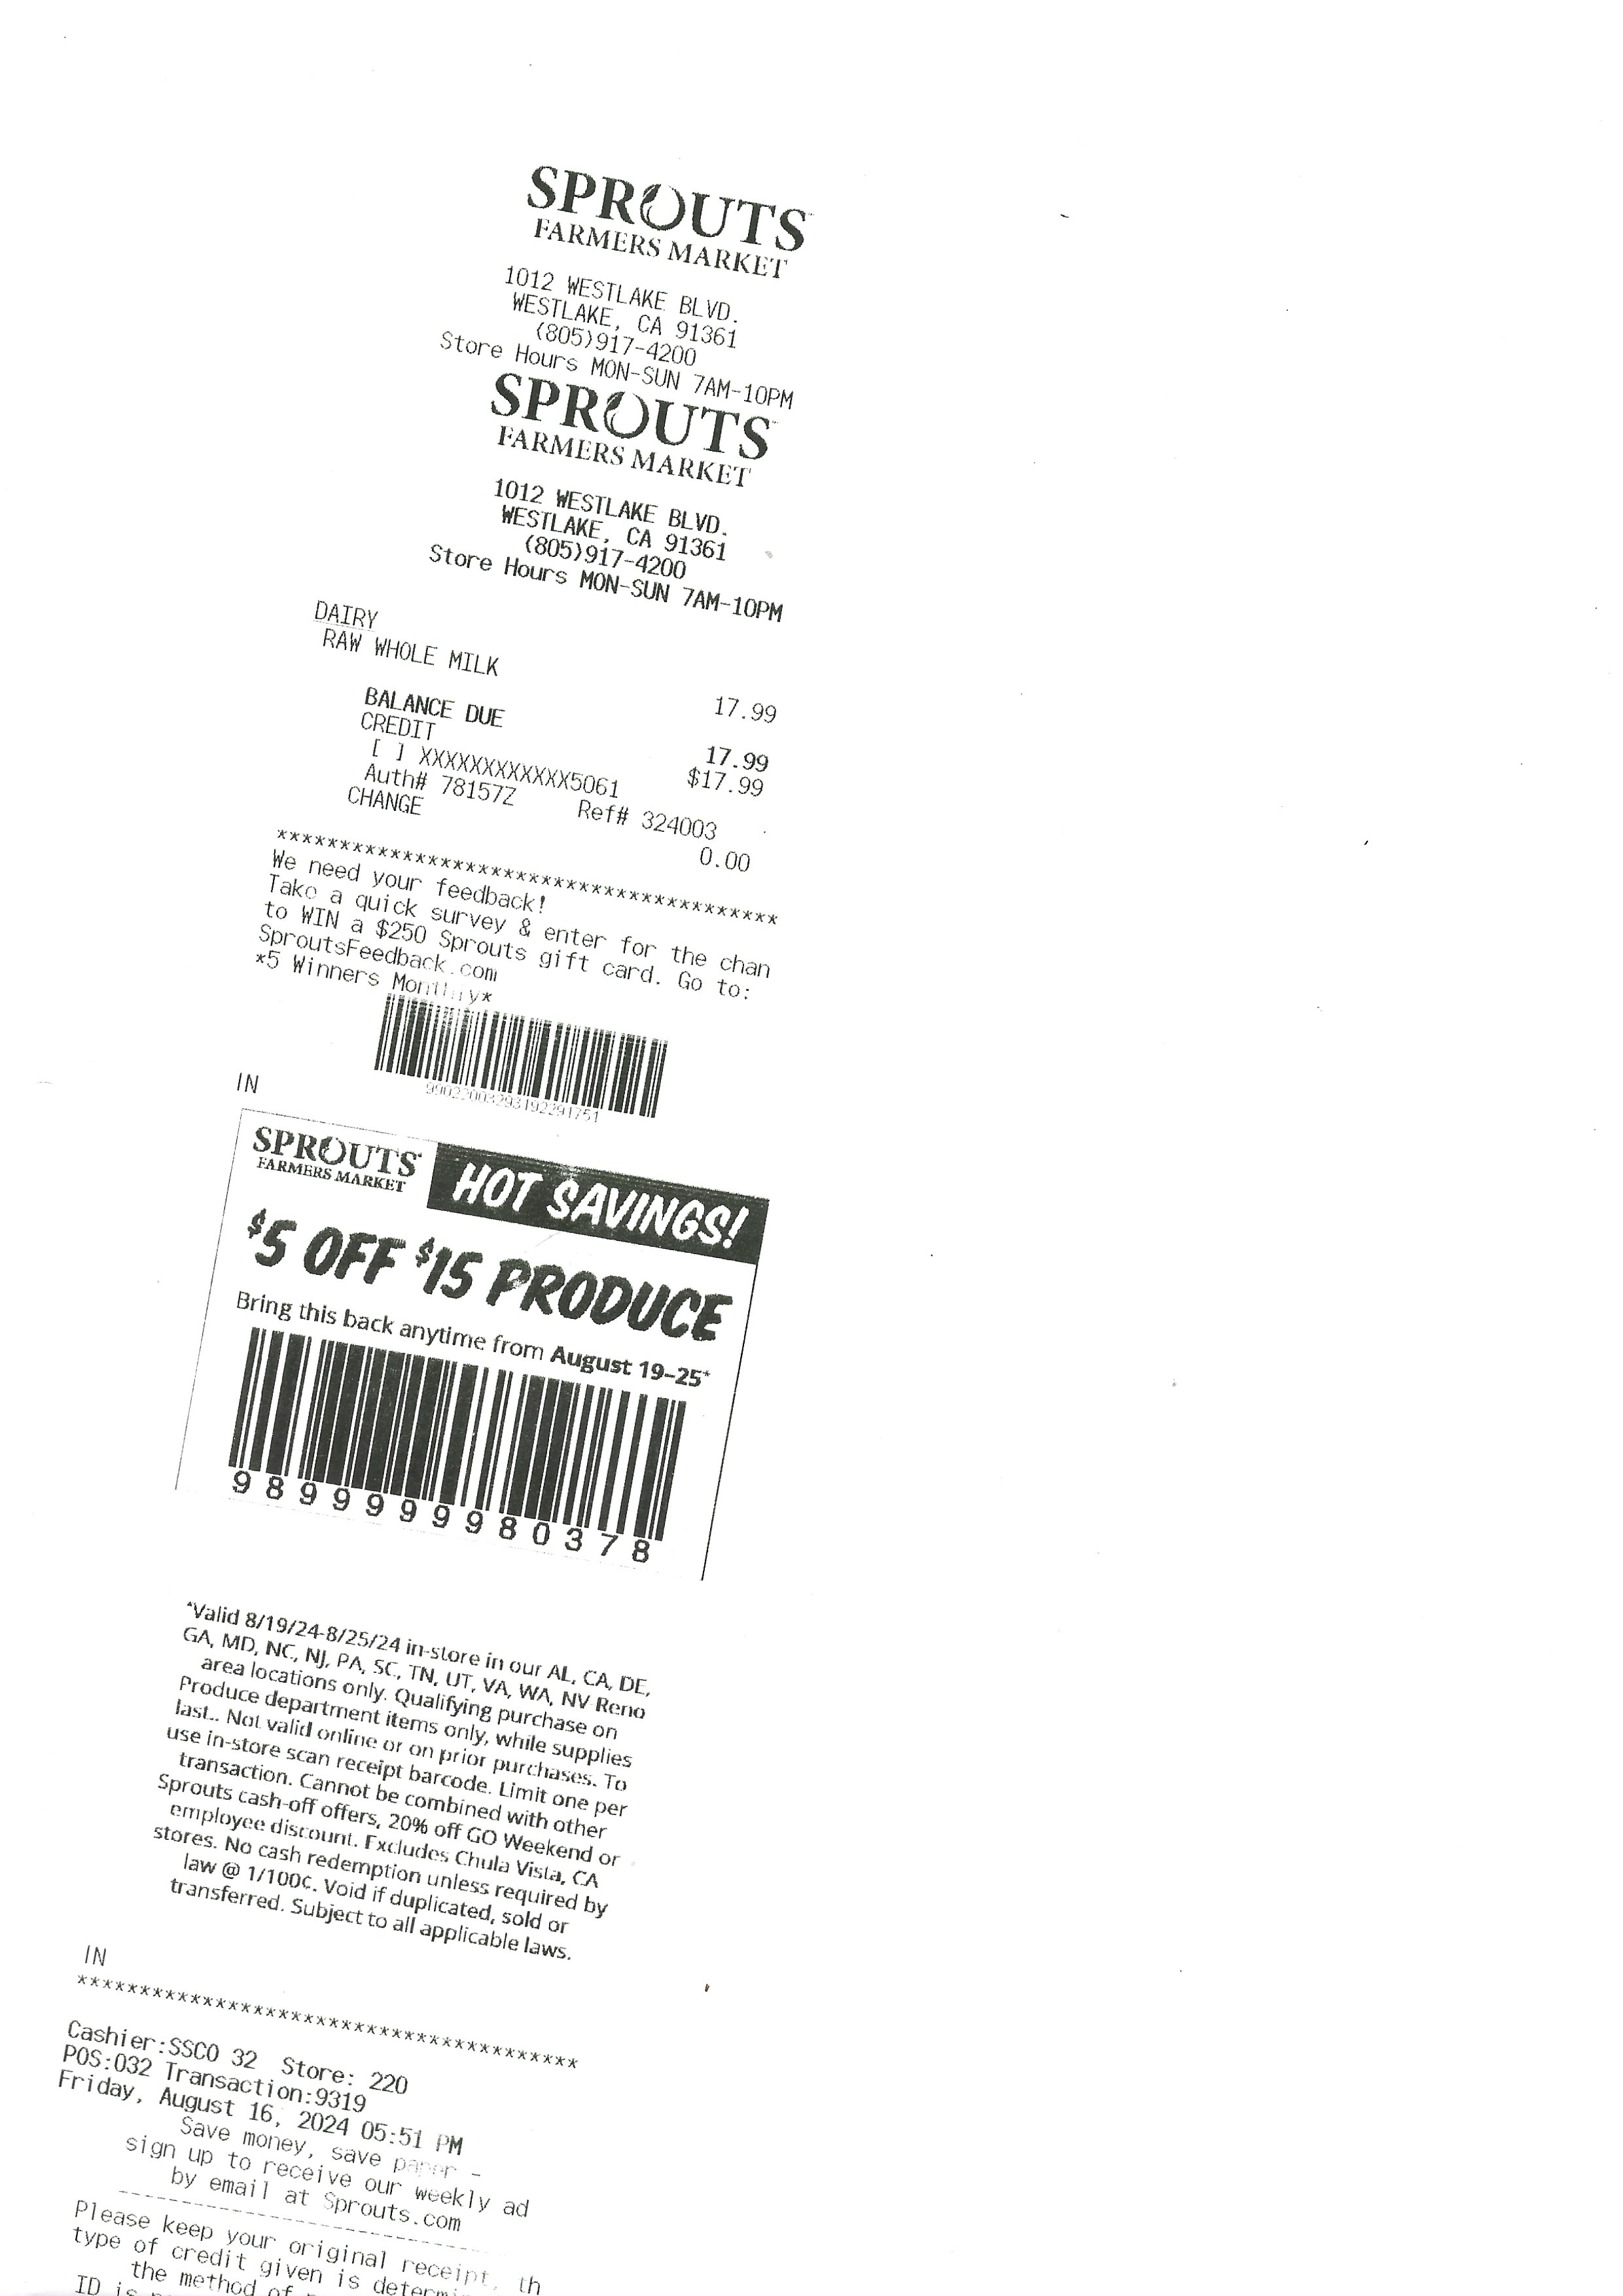 SPROUTS
FARMERS MARKET
1012 WESTLAKE BLVD.
WESTLAKE, CA 91361
(805)917-4200
Store Hours MON-SUN 7AM-10PM
SPROUTS
FARMERS MARKET
1012 WESTLAKE BLVD.
WESTLAKE, CA 91361
(805)917-4200
Store Hours MON-SUN 7AM-10PM
DAIRY
RAW WHOLE MILK 17.99
BALANCE DUE 17.99
CREDIT $17.99
[ ] XXXXXXXXXXXX5061
Auth# 78157Z Ref# 324003
CHANGE 0.00
****************************************
We need your feedback!
Take a quick survey & enter for the chan
to WIN a $250 Sprouts gift card. Go to:
SproutsFeedback.com
*5 Winners Monthly*
99022003293192291751
IN
SPROUTS
FARMERS MARKET
HOT SAVINGS!
$5 OFF $15 PRODUCE
Bring this back anytime from August 19–25*
9899999980378
*Valid 8/19/24-8/25/24 in-store in our AL, CA, DE,
GA, MD, NC, NJ, PA, SC, TN, UT, VA, WA, NV Reno
area locations only. Qualifying purchase on
Produce department items only, while supplies
last.. Not valid online or on prior purchases. To
use in-store scan receipt barcode. Limit one per
transaction. Cannot be combined with other
Sprouts cash-off offers, 20% off GO Weekend or
employee discount. Excludes Chula Vista, CA
stores. No cash redemption unless required by
law @ 1/100¢. Void if duplicated, sold or
transferred. Subject to all applicable laws.
IN
****************************************
Cashier:SSCO 32 Store: 220
POS:032 Transaction:9319
Friday, August 16, 2024 05:51 PM
Save money, save paper -
sign up to receive our weekly ad
by email at Sprouts.com
------------------------------
Please keep your original receipt, th
type of credit given is
the method of
ID is